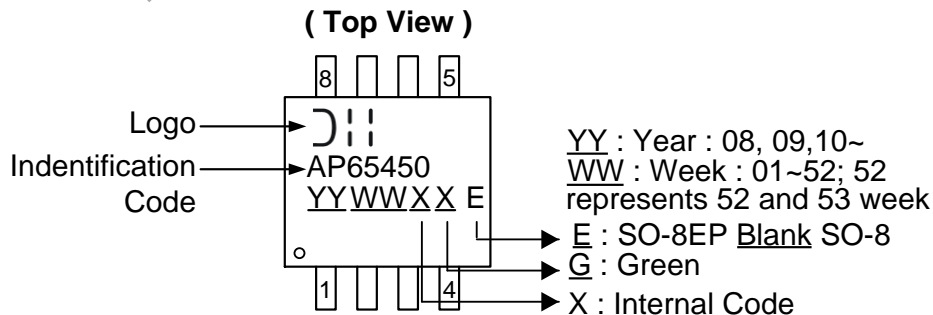 ( Top View )
8 5
Logo
Indentification
Code
AP65450
YY WW X X E
1 4
YY : Year : 08, 09,10~
WW : Week : 01~52; 52
represents 52 and 53 week
E : SO-8EP Blank SO-8
G : Green
X : Internal Code